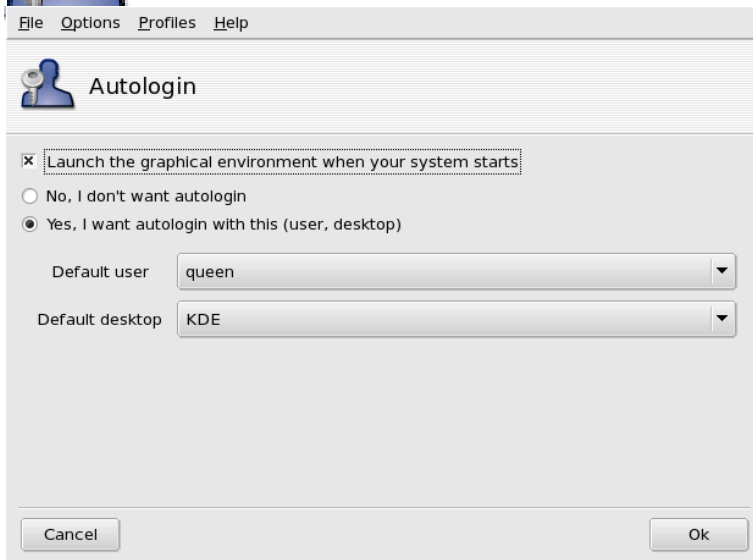 File Options Profiles Help
Autologin
Launch the graphical environment when your system starts
No, I don't want autologin
Yes, I want autologin with this (user, desktop)
Default user queen
Default desktop KDE
Cancel Ok